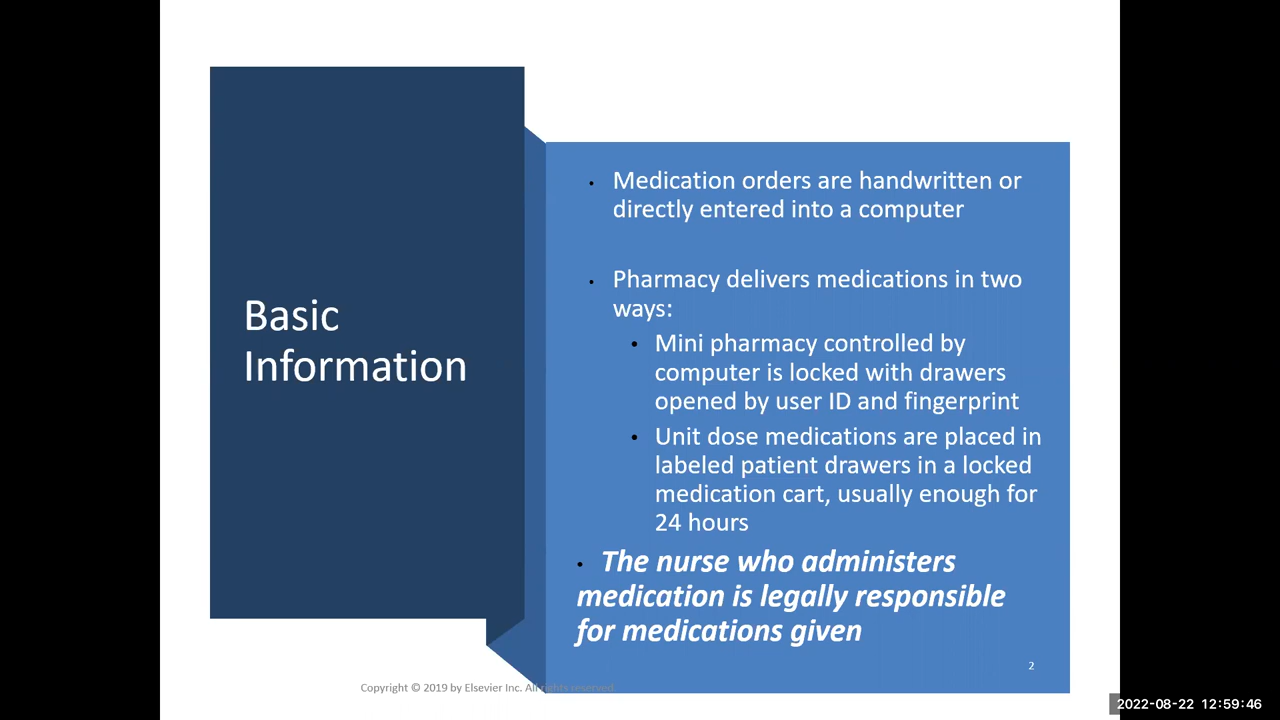 Basic
Information
• Medication orders are handwritten or
directly entered into a computer
• Pharmacy delivers medications in two
ways:
• Mini pharmacy controlled by
computer is locked with drawers
opened by user ID and fingerprint
• Unit dose medications are placed in
labeled patient drawers in a locked
medication cart, usually enough for
24 hours
• The nurse who administers
medication is legally responsible
for medications given
2
Copyright © 2019 by Elsevier Inc. All rights reserved.
2022-08-22 12:59:46